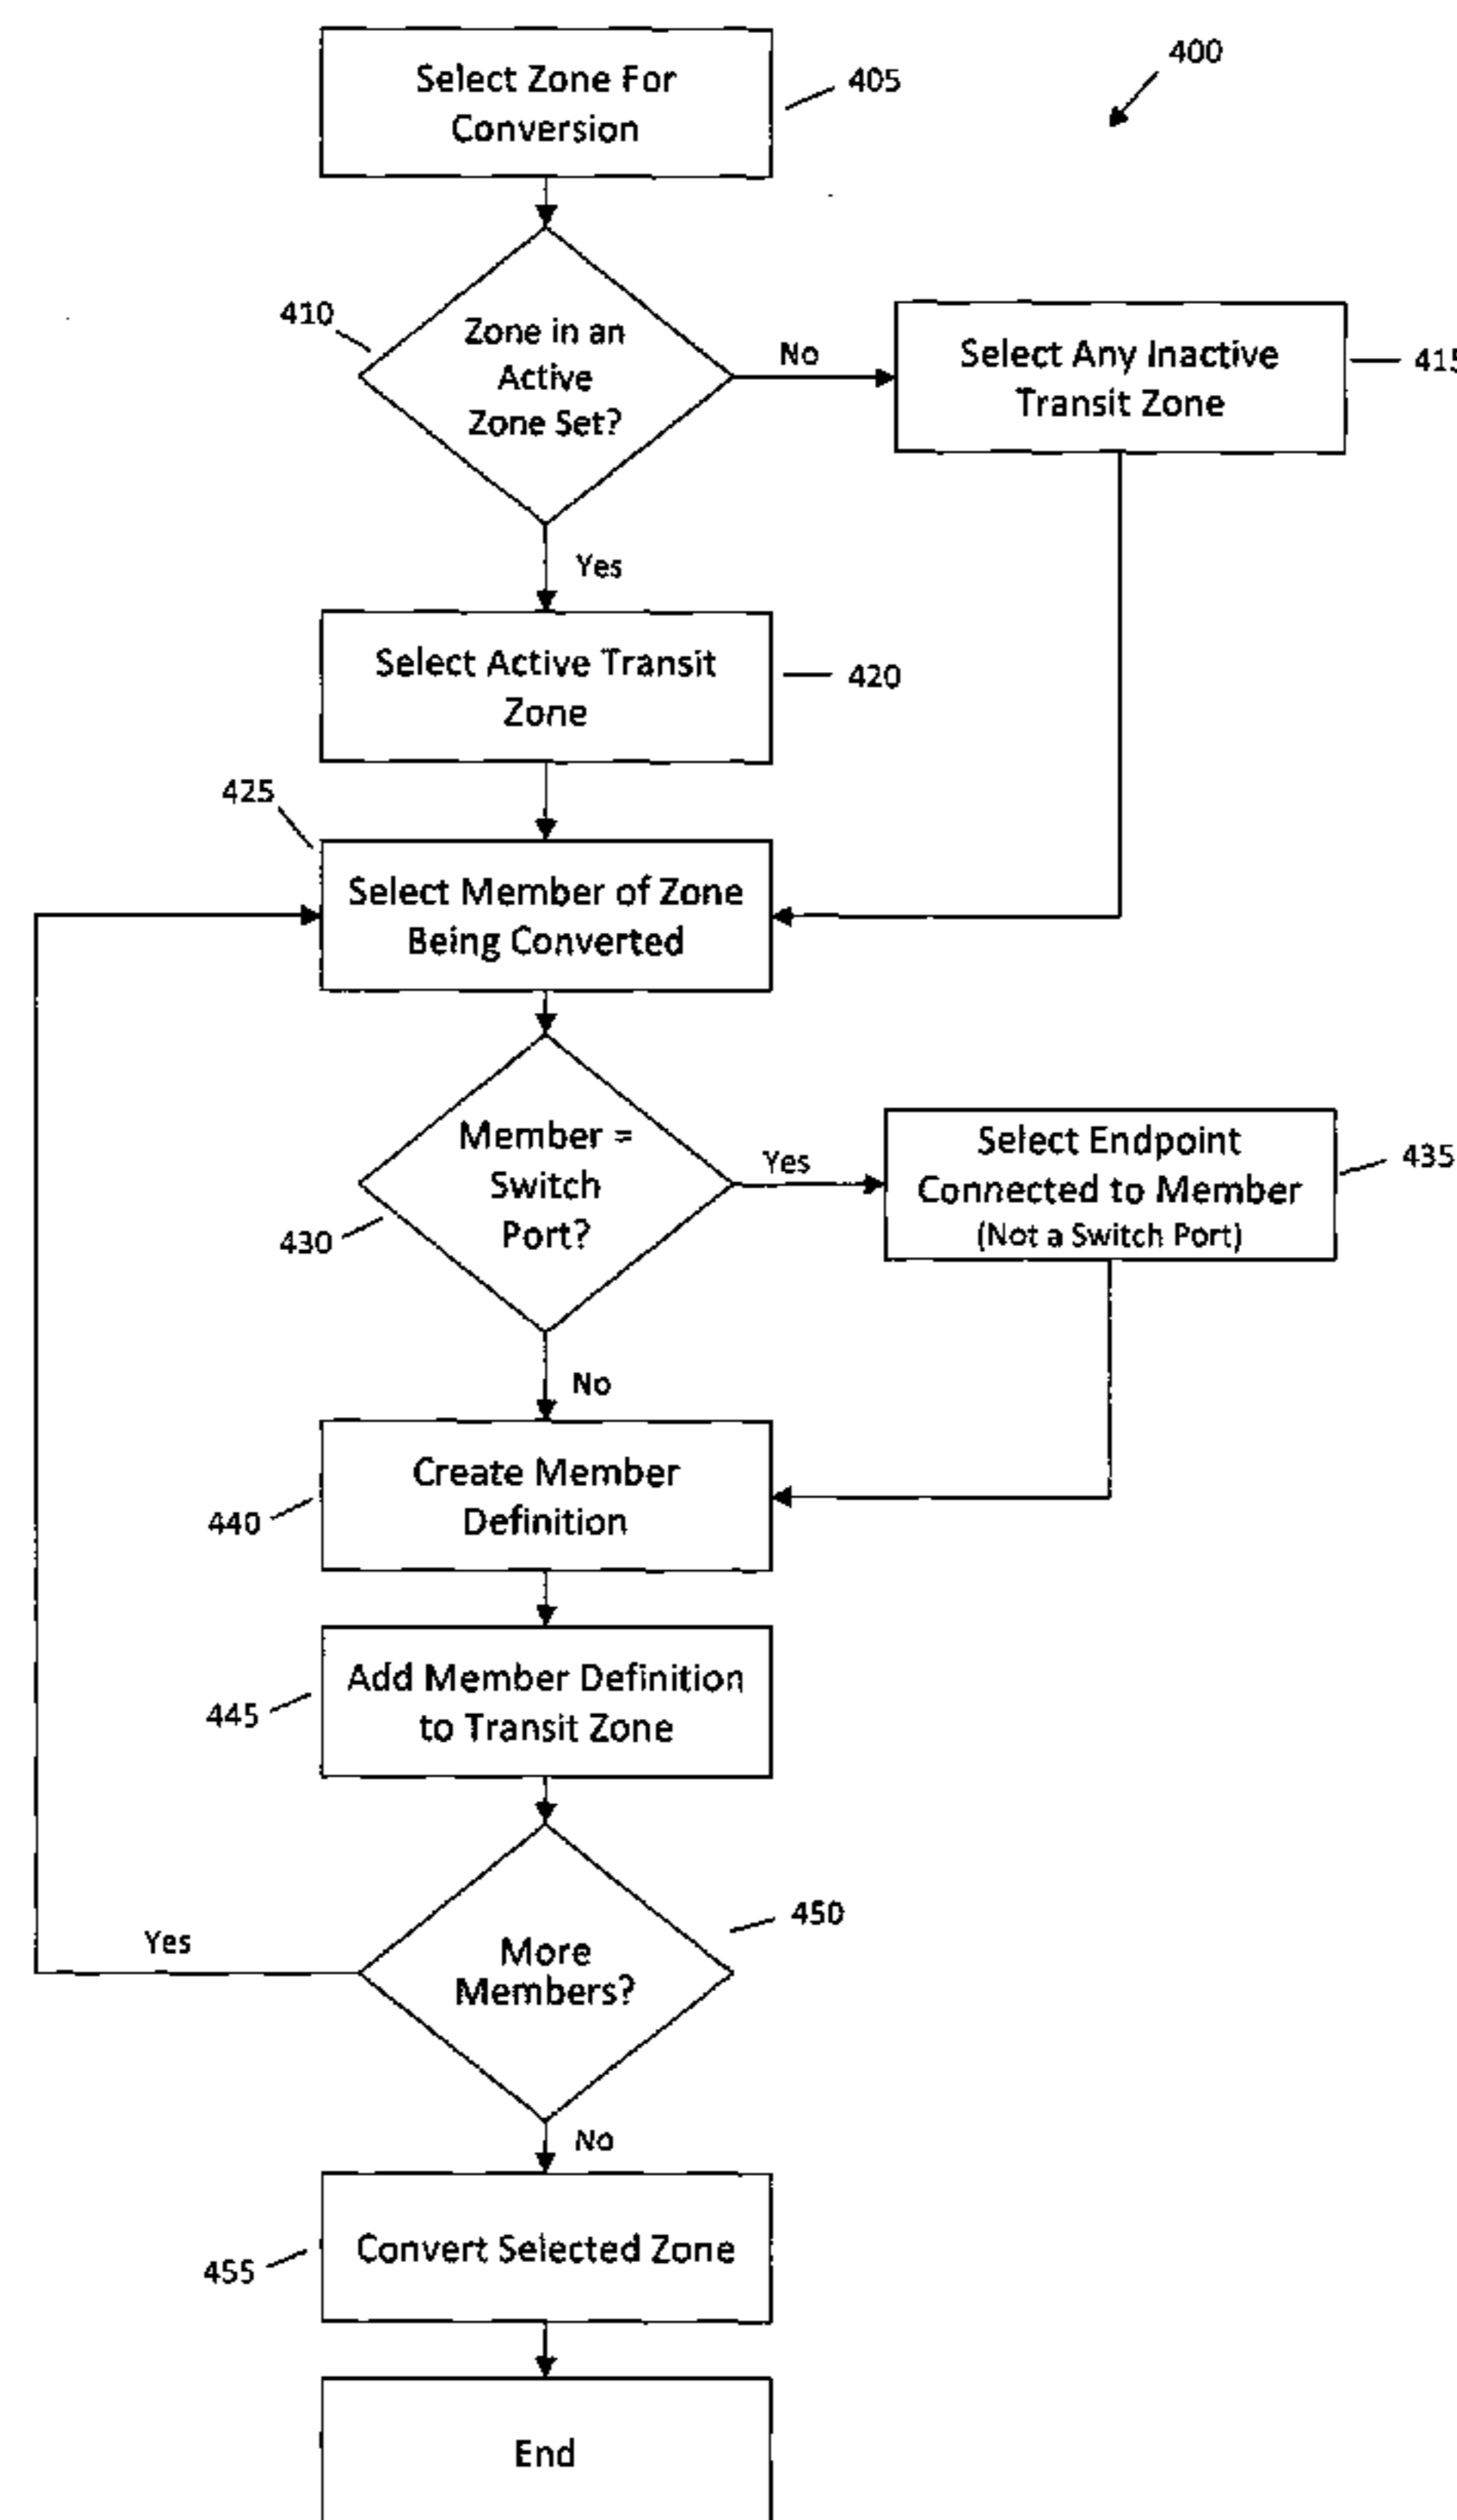 400
Select Zone For
Conversion
405
410
Zone in an
Active
Zone Set?
No
Select Any Inactive
Transit Zone
415
Yes
Select Active Transit
Zone
420
425
Select Member of Zone
Being Converted
Member =
Switch
Port?
430
Yes
Select Endpoint
Connected to Member
(Not a Switch Port)
435
No
Create Member
Definition
440
Add Member Definition
to Transit Zone
445
More
Members?
450
Yes
No
Convert Selected Zone
455
End